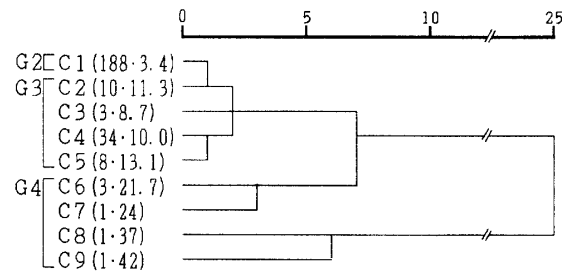 0 5 10 25
G2 C1 (188·3.4)
G3 C2 (10·11.3)
C3 (3·8.7)
C4 (34·10.0)
C5 (8·13.1)
G4 C6 (3·21.7)
C7 (1·24)
C8 (1·37)
C9 (1·42)